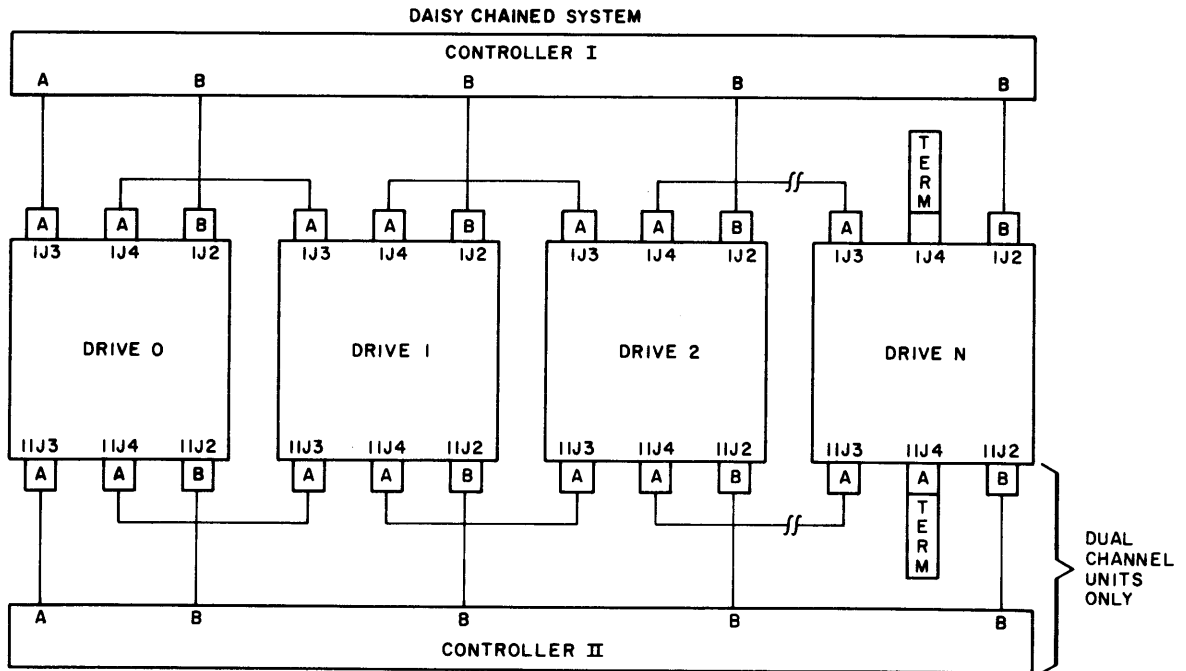 DAISY CHAINED SYSTEM
CONTROLLER I
A B B B B
TERM
A A B A A B A A B A B
IJ3 IJ4 IJ2 IJ3 IJ4 IJ2 IJ3 IJ4 IJ2 IJ3 IJ4 IJ2
DRIVE 0 DRIVE 1 DRIVE 2 DRIVE N
IIJ3 IIJ4 IIJ2 IIJ3 IIJ4 IIJ2 IIJ3 IIJ4 IIJ2 IIJ3 IIJ4 IIJ2
A A B A A B A A B A A B
TERM
DUAL
CHANNEL
UNITS
ONLY
A B B B B
CONTROLLER II